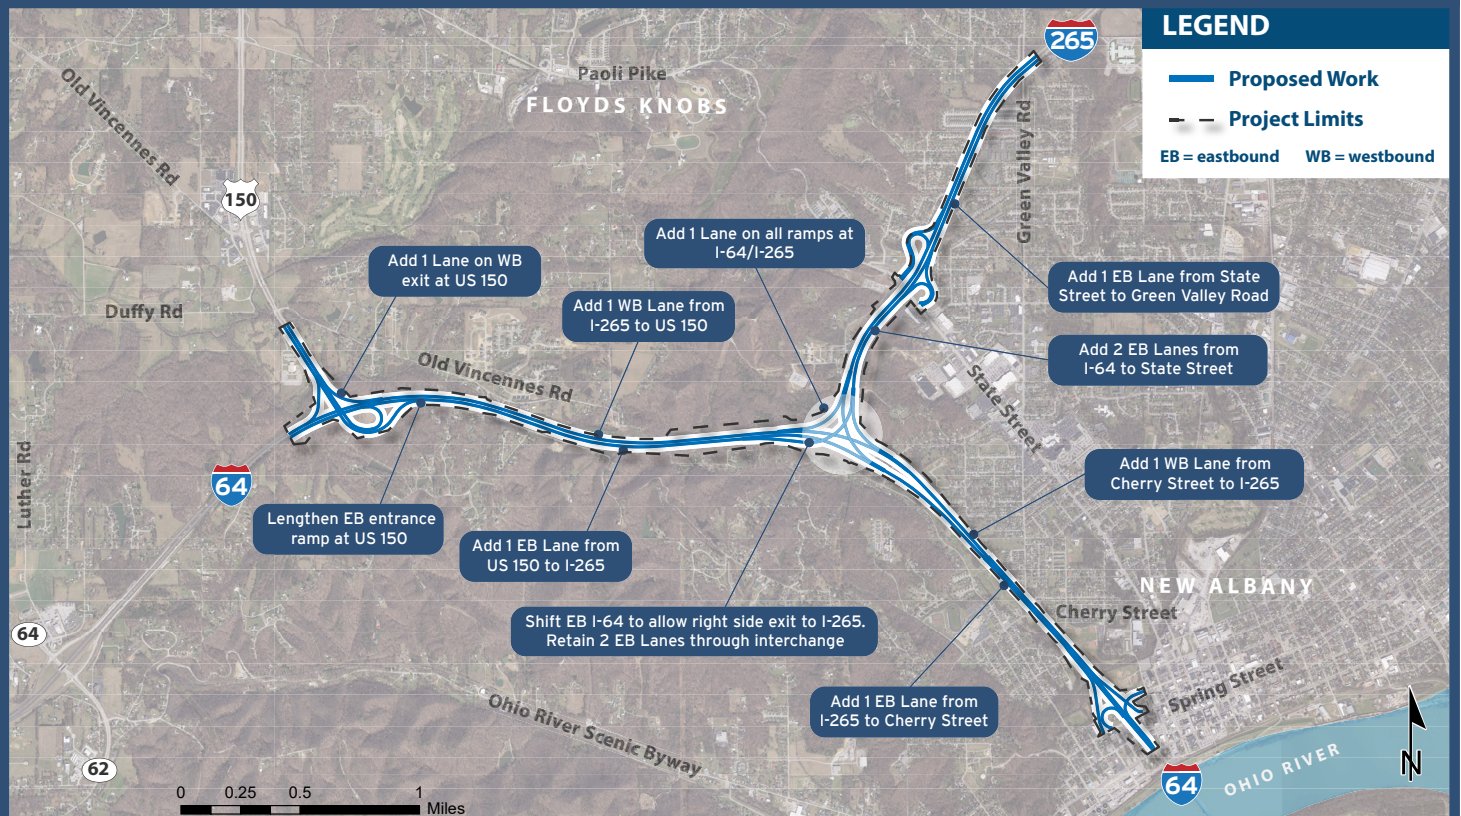 265
LEGEND
Proposed Work
Project Limits
EB = eastbound WB = westbound
Paoli Pike
FLOYDS KNOBS
Old Vincennes Rd
Green Valley Rd
150
Add 1 Lane on all ramps at
I-64/I-265
Add 1 Lane on WB
exit at US 150
Add 1 EB Lane from State
Street to Green Valley Road
Add 1 WB Lane from
I-265 to US 150
Duffy Rd
Add 2 EB Lanes from
I-64 to State Street
Old Vincennes Rd
State Street
Luther Rd
64
Add 1 WB Lane from
Cherry Street to I-265
Lengthen EB entrance
ramp at US 150
Add 1 EB Lane from
US 150 to I-265
NEW ALBANY
Cherry Street
Shift EB I-64 to allow right side exit to I-265.
Retain 2 EB Lanes through interchange
64
Spring Street
Add 1 EB Lane from
I-265 to Cherry Street
Ohio River Scenic Byway
N
62
64
OHIO RIVER
0 0.25 0.5 1
Miles